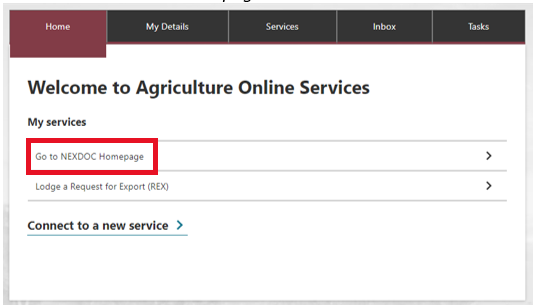 Home My Details Services Inbox Tasks
Welcome to Agriculture Online Services
My services
Go to NEXDOC Homepage
Lodge a Request for Export (REX)
Connect to a new service